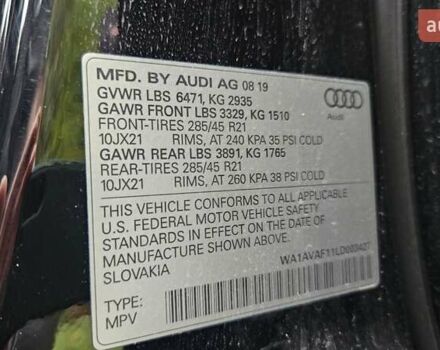 MFD. BY AUDI AG 08 19
GVWR LBS 6471, KG 2935
GAWR FRONT LBS 3329, KG 1510
FRONT-TIRES 285/45 R21
10JX21 RIMS, AT 240 KPA 35 PSI COLD
GAWR REAR LBS 3891, KG 1765
REAR-TIRES 285/45 R21
10JX21 RIMS, AT 260 KPA 38 PSI COLD
Audi
THIS VEHICLE CONFORMS TO ALL APPLICABLE
U.S. FEDERAL MOTOR VEHICLE SAFETY
STANDARDS IN EFFECT ON THE DATE OF
MANUFACTURE SHOWN ABOVE.
SLOVAKIA
WA1AVAF11LD003427
TYPE:
MPV